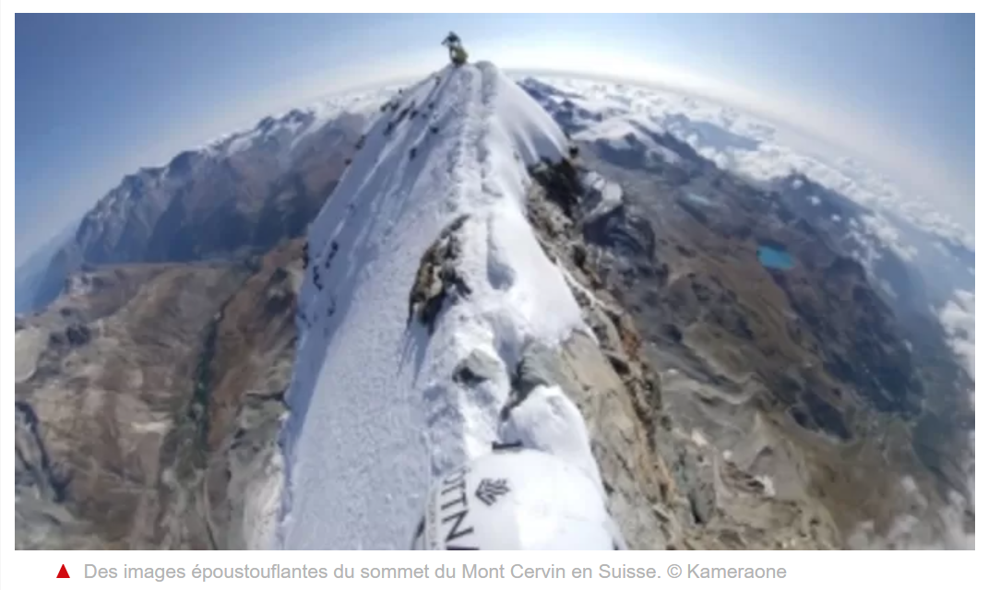 Des images époustouflantes du sommet du Mont Cervin en Suisse. © Kameraone